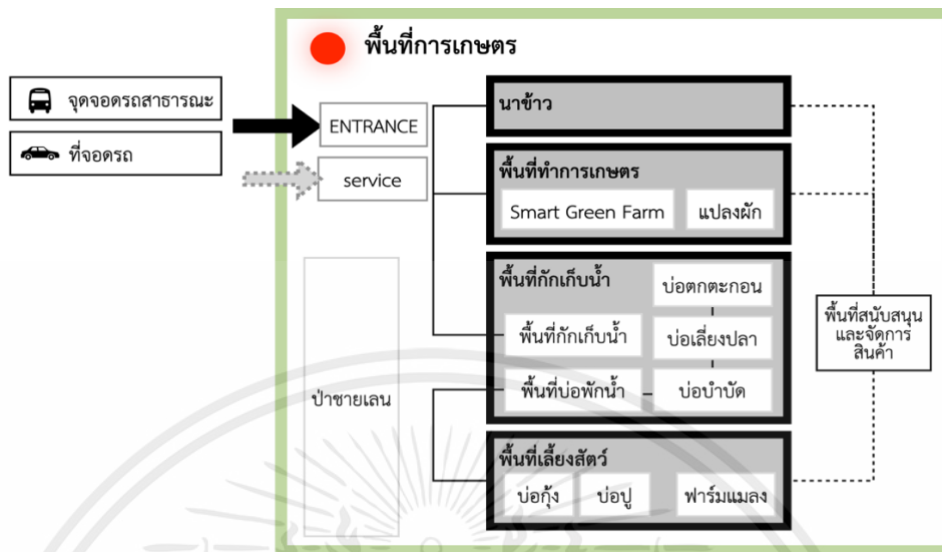 พื้นที่การเกษตร
จุดจอดรถสาธารณะ
ที่จอดรถ
ENTRANCE
service
ป่าชายเลน
นาข้าว
พื้นที่ทำการเกษตร
Smart Green Farm
แปลงผัก
พื้นที่กักเก็บน้ำ
บ่อตกตะกอน
พื้นที่กักเก็บน้ำ
บ่อเลี่ยงปลา
พื้นที่บ่อพักน้ำ
บ่อบำบัด
พื้นที่เลี้ยงสัตว์
บ่อกุ้ง
บ่อปู
ฟาร์มแมลง
พื้นที่สนับสนุน
และจัดการ
สินค้า